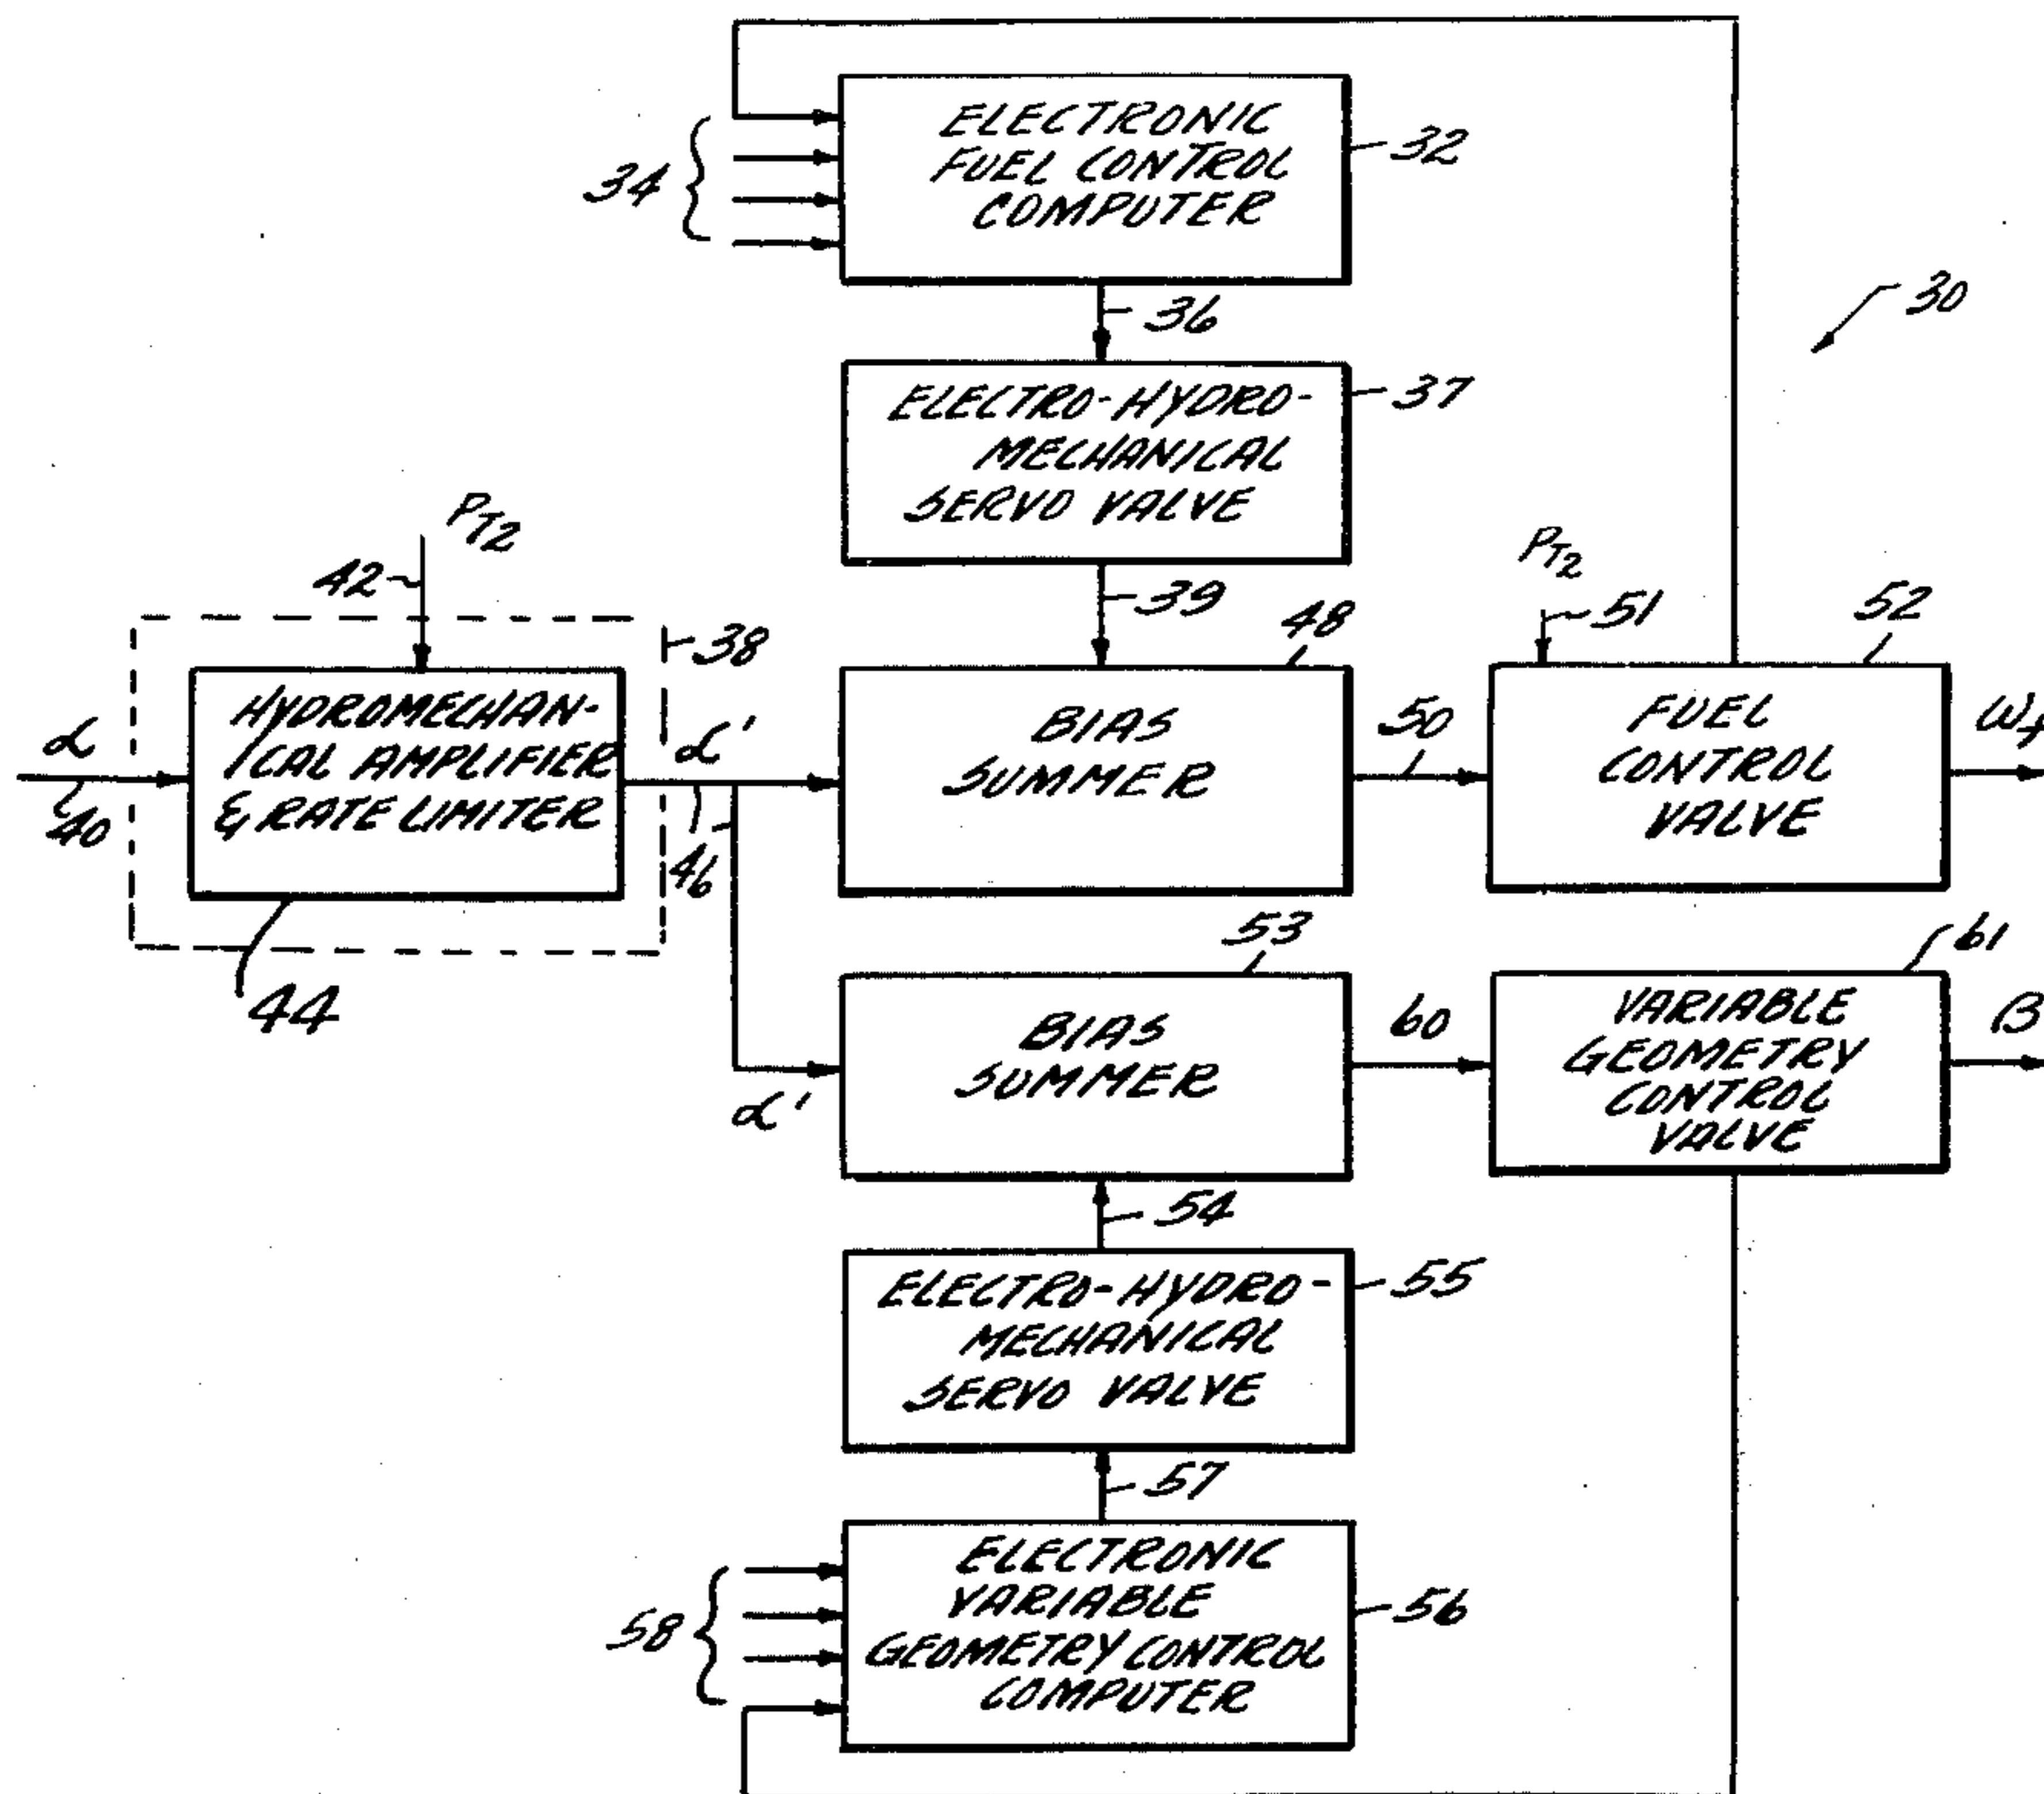 ELECTRONIC
FUEL CONTROL
COMPUTER
32
34
36
30
ELECTRO-HYDRO-
MECHANICAL
SERVO VALVE
37
PT2
42
39
48
PT2
51
52
38
HYDROMECHAN-
ICAL AMPLIFIER
& RATE LIMITER
α
40
α'
46
BIAS
SUMMER
50
FUEL
CONTROL
VALVE
Wf
44
53
61
BIAS
SUMMER
α'
60
VARIABLE
GEOMETRY
CONTROL
VALVE
β
54
ELECTRO-HYDRO-
MECHANICAL
SERVO VALVE
55
57
ELECTRONIC
VARIABLE
GEOMETRY CONTROL
COMPUTER
56
58